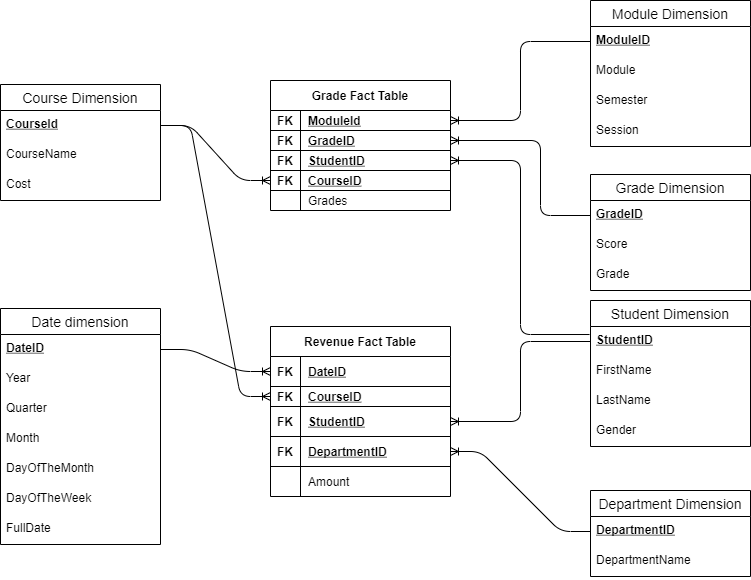 Course Dimension
CourseId
CourseName
Cost
Date dimension
DateID
Year
Quarter
Month
DayOfTheMonth
DayOfTheWeek
FullDate
Grade Fact Table
FK ModuleId
FK GradeID
FK StudentID
FK CourseID
Grades
Revenue Fact Table
FK DateID
FK CourseID
FK StudentID
FK DepartmentID
Amount
Module Dimension
ModuleID
Module
Semester
Session
Grade Dimension
GradeID
Score
Grade
Student Dimension
StudentID
FirstName
LastName
Gender
Department Dimension
DepartmentID
DepartmentName